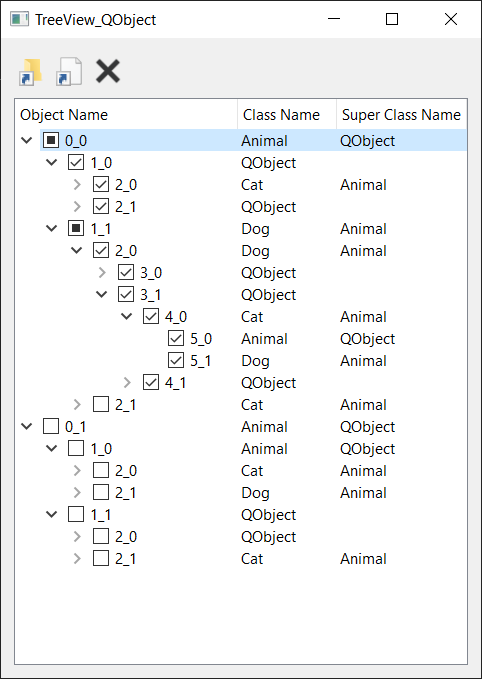 TreeView_QObject
Object Name Class Name Super Class Name
0_0 Animal QObject
1_0 QObject
2_0 Cat Animal
2_1 QObject
1_1 Dog Animal
2_0 Dog Animal
3_0 QObject
3_1 QObject
4_0 Cat Animal
5_0 Animal QObject
5_1 Dog Animal
4_1 QObject
2_1 Cat Animal
0_1 Animal QObject
1_0 Animal QObject
2_0 Cat Animal
2_1 Dog Animal
1_1 QObject
2_0 QObject
2_1 Cat Animal